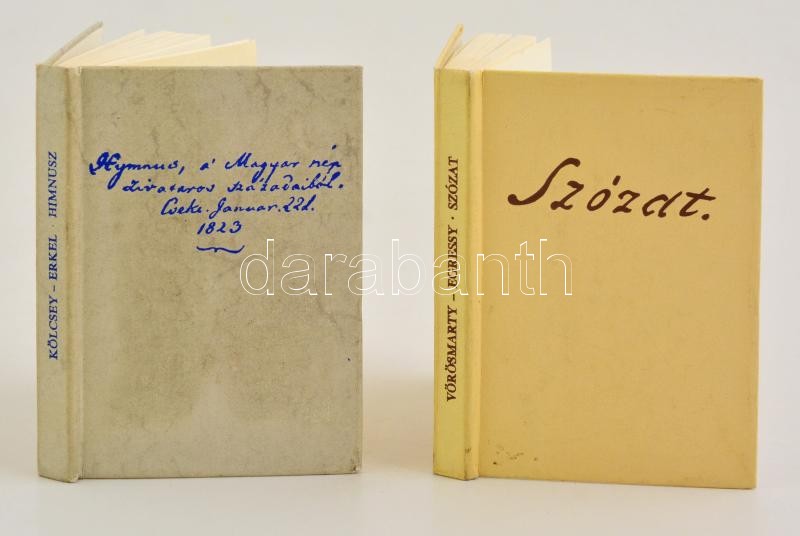 KÖLCSEY – ERKEL · HIMNUSZ
Hymnus, a' Magyar nép
zivataros századaiból.
Cseke. Januar. 22d.
1823
VÖRÖSMARTY – EGRESSY · SZÓZAT
Szózat.
darabanth